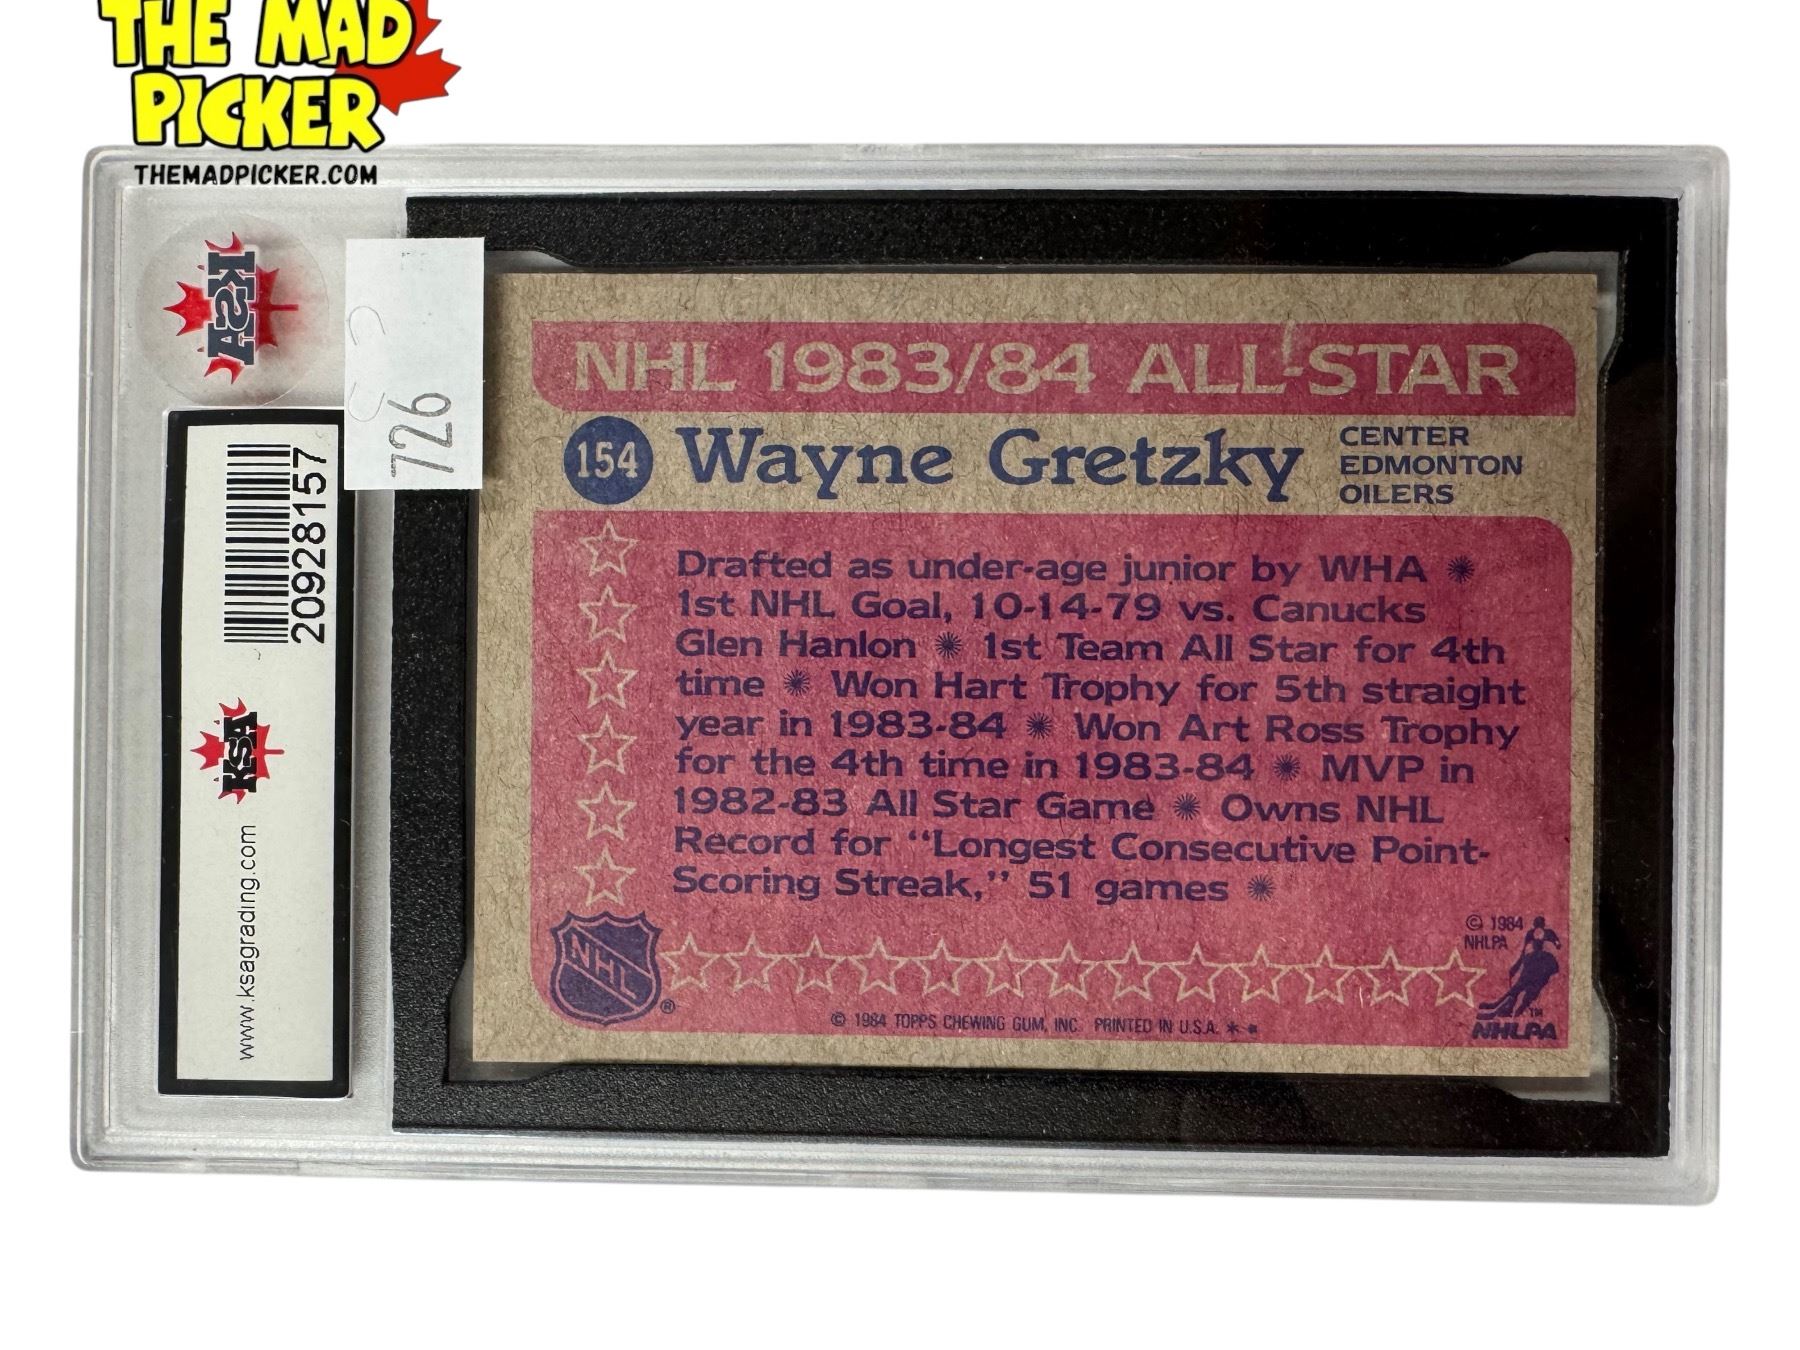 THE MAD
PICKER
THEMADPICKER.COM
KSA
726
20928157
KSA
www.ksagrading.com
NHL 1983/84 ALL-STAR
154 Wayne Gretzky
CENTER
EDMONTON
OILERS
Drafted as under-age junior by WHA ✺
1st NHL Goal, 10-14-79 vs. Canucks
Glen Hanlon ✺ 1st Team All Star for 4th
time ✺ Won Hart Trophy for 5th straight
year in 1983-84 ✺ Won Art Ross Trophy
for the 4th time in 1983-84 ✺ MVP in
1982-83 All Star Game ✺ Owns NHL
Record for “Longest Consecutive Point-
Scoring Streak,” 51 games ✺
NHL ®
© 1984
NHLPA
TM
NHLPA
© 1984 TOPPS CHEWING GUM, INC. PRINTED IN U.S.A. * *